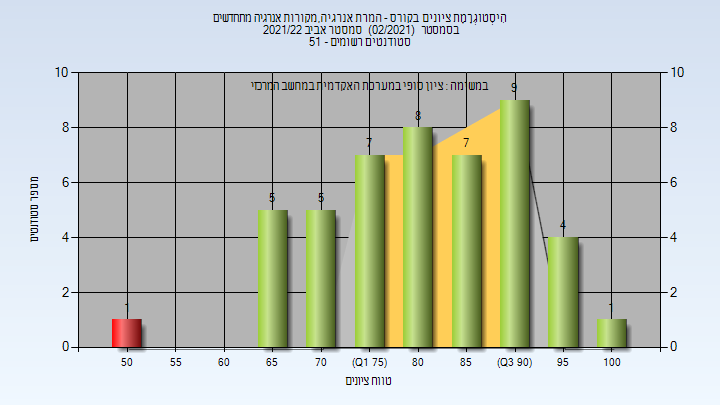 הִיסְטוֹגְרָמַת ציונים בקורס - המרת אנרגיה,מקורות אנרגיה מתחדשים
בסמסטר (02/2021) סמסטר אביב 2021/22
סטודנטים רשומים - 51
במשימה : ציון סופי במערכת האקדמית במחשב המרכזי
מספר סטודנטים
10 10
8 8
6 6
4 4
2 2
0 0
1 5 5 7 8 7 9 4 1
50 55 60 65 70 (Q1 75) 80 85 (Q3 90) 95 100
טווח ציונים